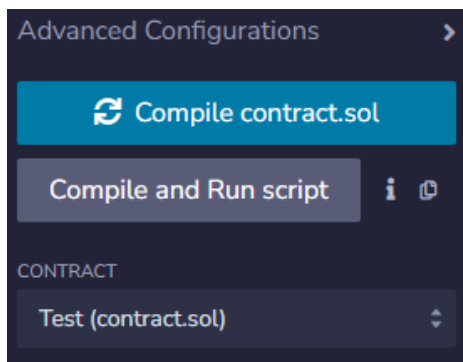 Advanced Configurations
Compile contract.sol
Compile and Run script
CONTRACT
Test (contract.sol)